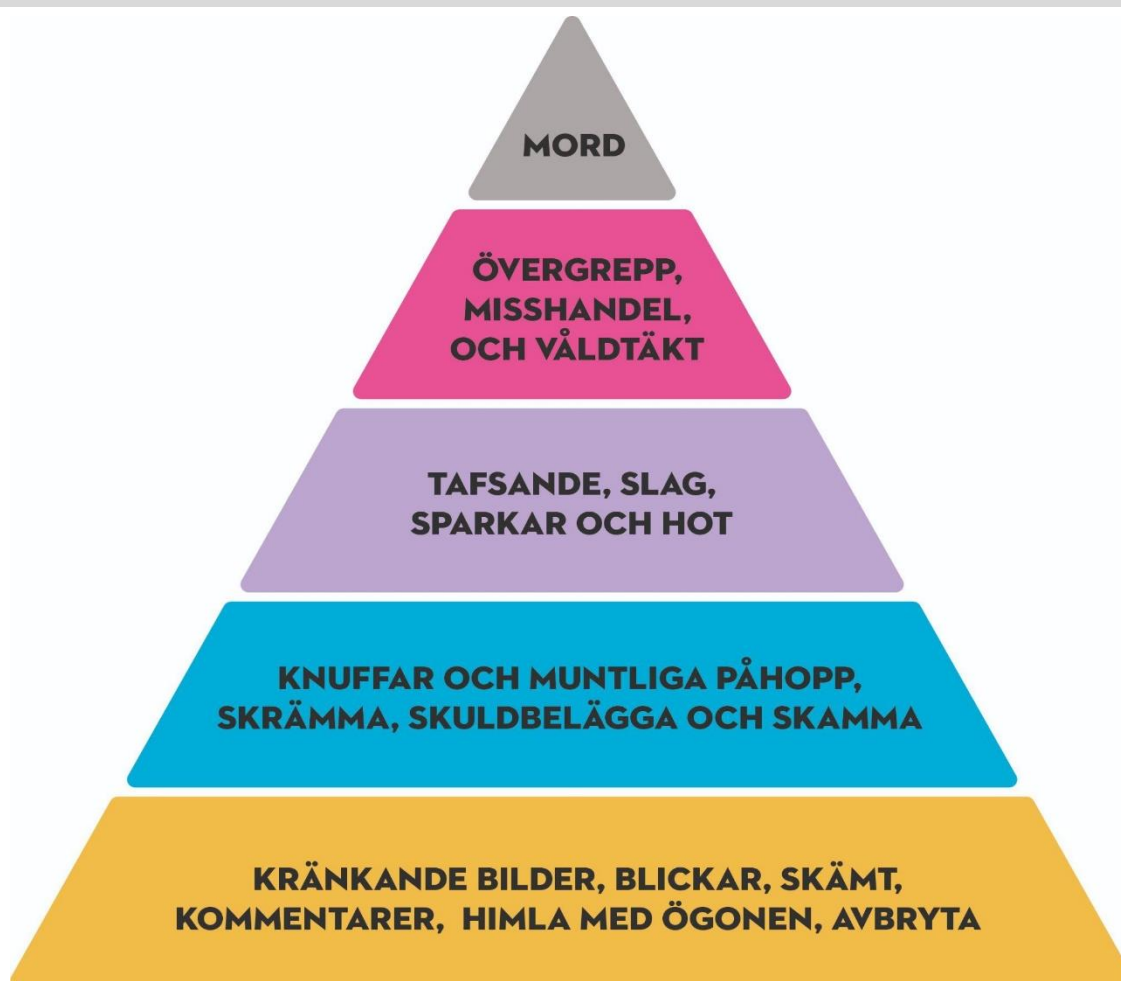 MORD
ÖVERGREPP,
MISSHANDEL,
OCH VÅLDTÄKT
TAFSANDE, SLAG,
SPARKAR OCH HOT
KNUFFAR OCH MUNTLIGA PÅHOPP,
SKRÄMMA, SKULDBELÄGGA OCH SKAMMA
KRÄNKANDE BILDER, BLICKAR, SKÄMT,
KOMMENTARER, HIMLA MED ÖGONEN, AVBRYTA